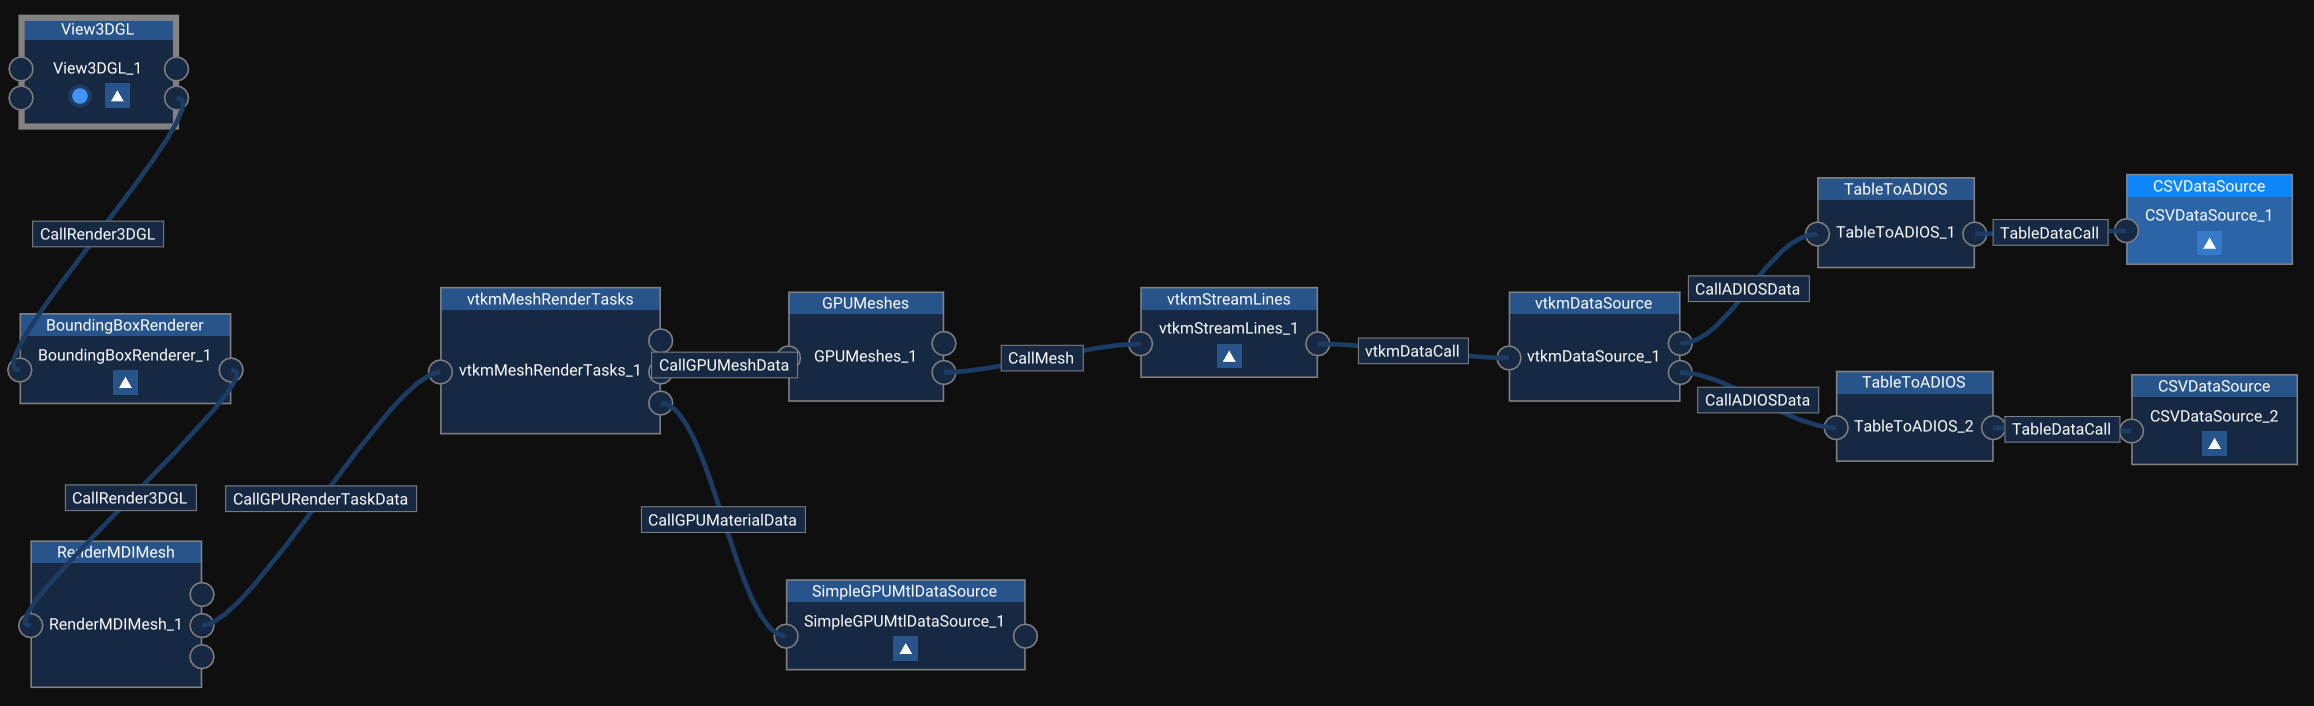 View3DGL
View3DGL_1
CallRender3DGL
BoundingBoxRenderer
BoundingBoxRenderer_1
CallRender3DGL
RenderMDIMesh
RenderMDIMesh_1
CallGPURenderTaskData
vtkmMeshRenderTasks
vtkmMeshRenderTasks_1
CallGPUMeshData
CallGPUMaterialData
GPUMeshes
GPUMeshes_1
SimpleGPUMtlDataSource
SimpleGPUMtlDataSource_1
CallMesh
vtkmStreamLines
vtkmStreamLines_1
vtkmDataCall
vtkmDataSource
vtkmDataSource_1
CallADIOSData
CallADIOSData
TableToADIOS
TableToADIOS_1
TableDataCall
CSVDataSource
CSVDataSource_1
TableToADIOS
TableToADIOS_2
TableDataCall
CSVDataSource
CSVDataSource_2